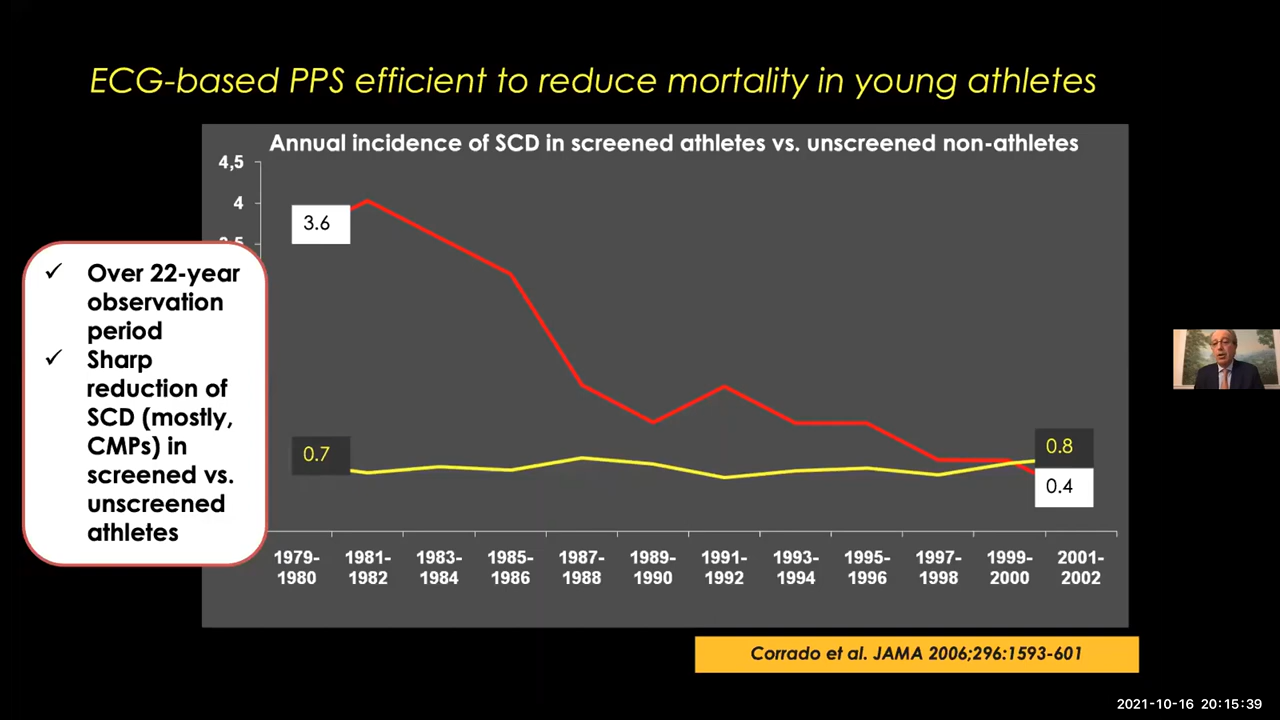 ECG-based PPS efficient to reduce mortality in young athletes
Annual incidence of SCD in screened athletes vs. unscreened non-athletes
4,5
4
3.6
✓ Over 22-year
observation
period
✓ Sharp
reduction of
SCD (mostly,
CMPs) in
screened vs.
unscreened
athletes
0.7
0.8
0.4
1979-
1980
1981-
1982
1983-
1984
1985-
1986
1987-
1988
1989-
1990
1991-
1992
1993-
1994
1995-
1996
1997-
1998
1999-
2000
2001-
2002
Corrado et al. JAMA 2006;296:1593-601
2021-10-16 20:15:39